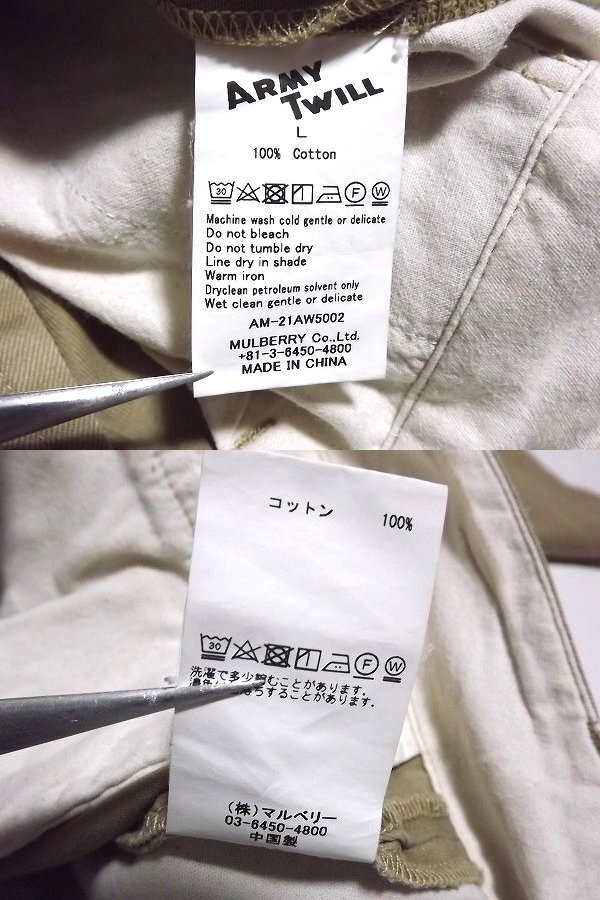 ARMY
TWILL
L
100% Cotton
30 F W
Machine wash cold gentle or delicate
Do not bleach
Do not tumble dry
Line dry in shade
Warm iron
Dryclean petroleum solvent only
Wet clean gentle or delicate
AM-21AW5002
MULBERRY Co.,Ltd.
+81-3-6450-4800
MADE IN CHINA
コットン 100%
30 F W
洗濯で多少縮むことがあります。
ちすることがあります。
(株)マルベリー
03-6450-4800
中国製